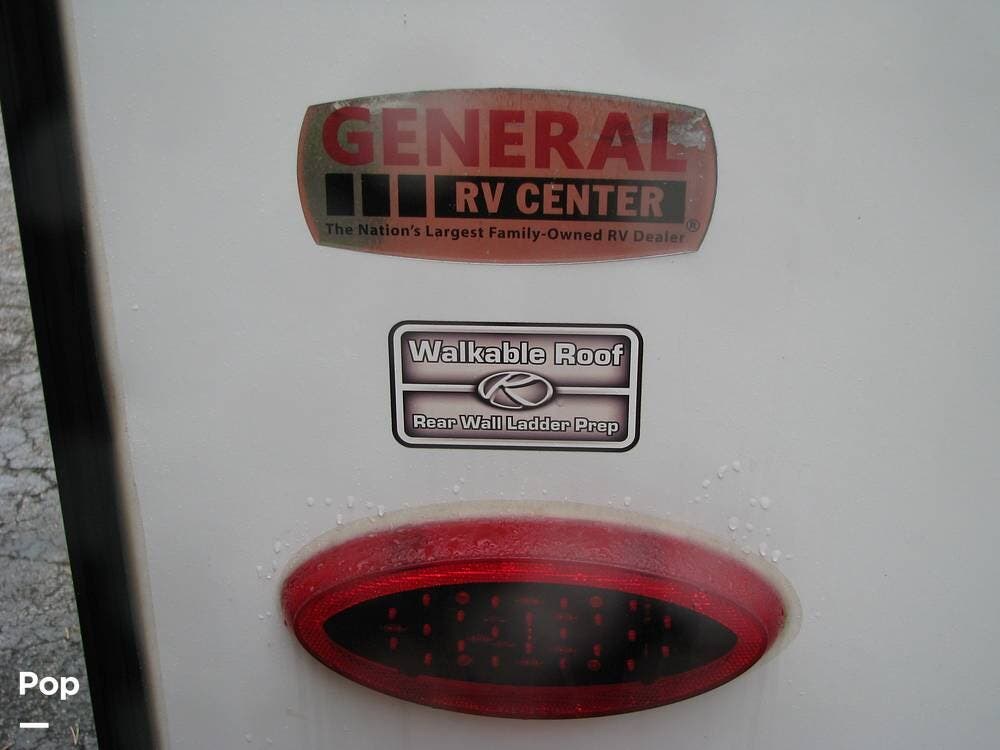 GENERAL
RV CENTER
The Nation's Largest Family-Owned RV Dealer®
Walkable Roof
K
Rear Wall Ladder Prep
Pop